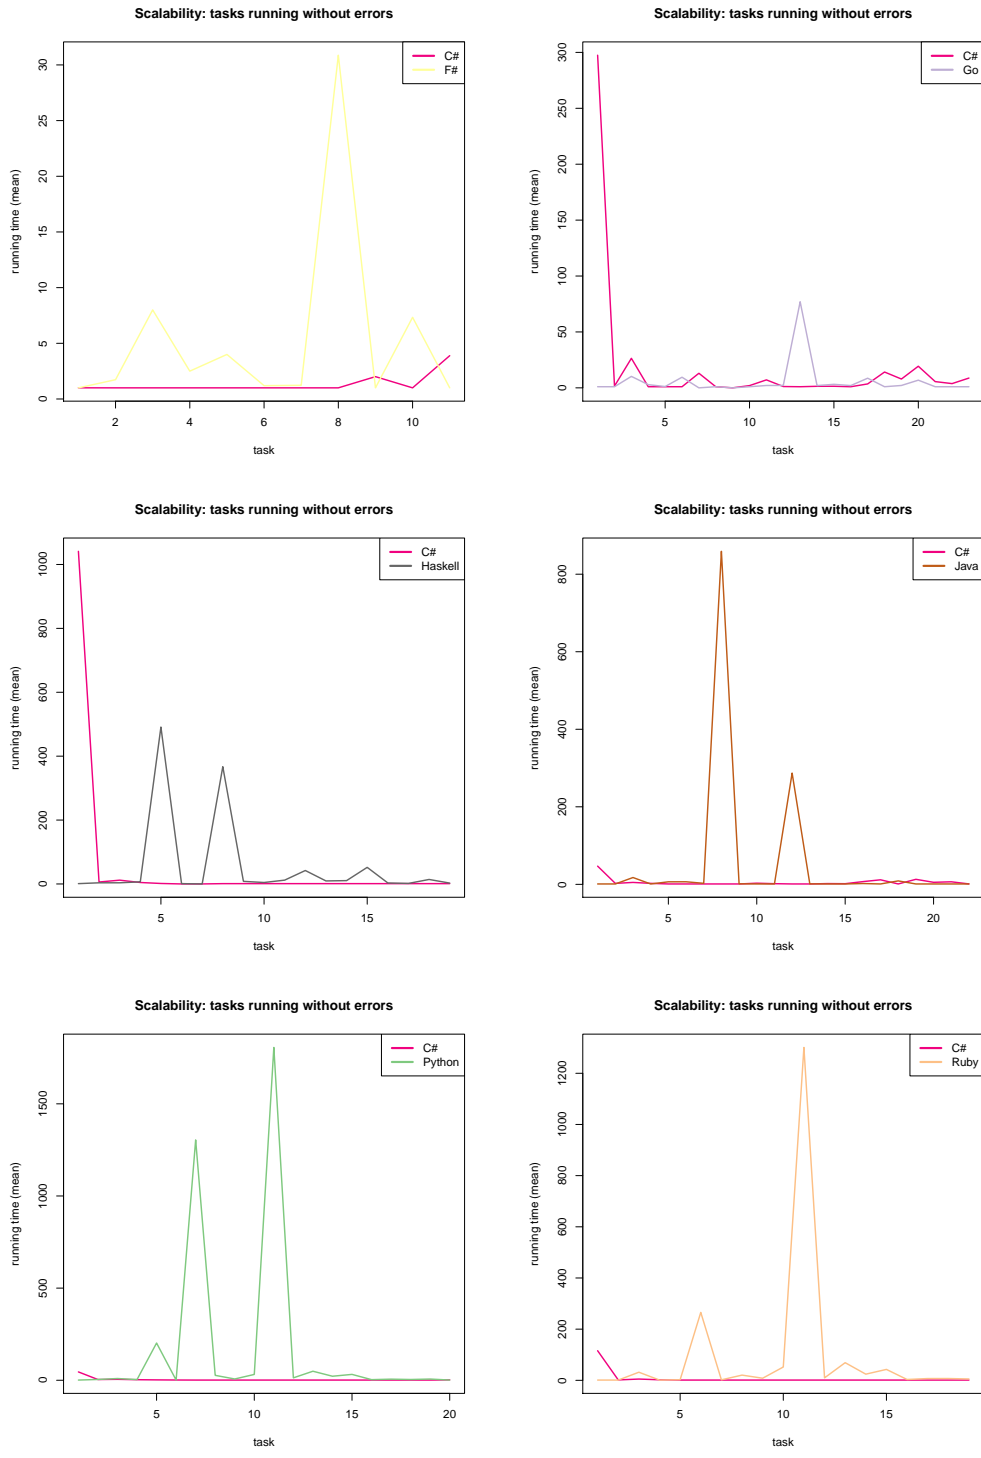 Scalability: tasks running without errors
C#
F#
running time (mean)
0 5 10 15 20 25 30
2 4 6 8 10
task
Scalability: tasks running without errors
C#
Go
running time (mean)
0 50 100 150 200 250 300
5 10 15 20
task
Scalability: tasks running without errors
C#
Haskell
running time (mean)
0 200 400 600 800 1000
5 10 15
task
Scalability: tasks running without errors
C#
Java
running time (mean)
0 200 400 600 800
5 10 15 20
task
Scalability: tasks running without errors
C#
Python
running time (mean)
0 500 1000 1500
5 10 15 20
task
Scalability: tasks running without errors
C#
Ruby
running time (mean)
0 200 400 600 800 1000 1200
5 10 15
task